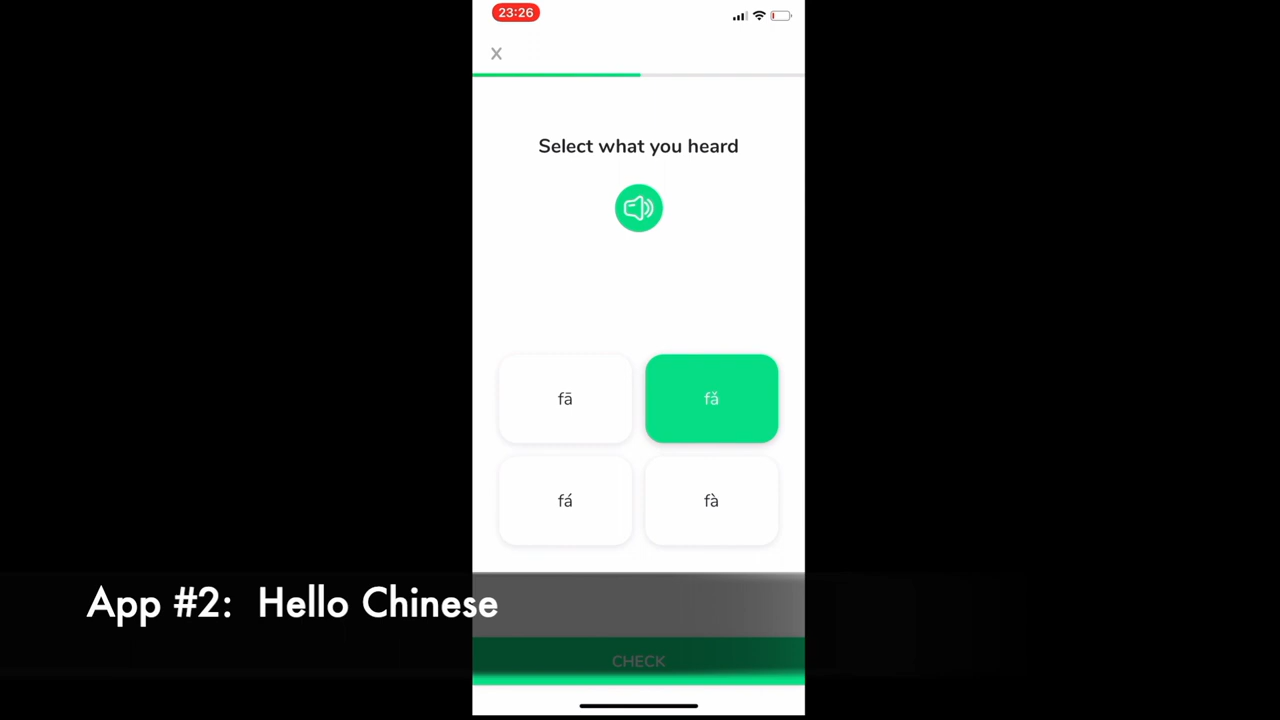 23:26
X
Select what you heard
fā
fǎ
fá
fà
App #2: Hello Chinese
CHECK